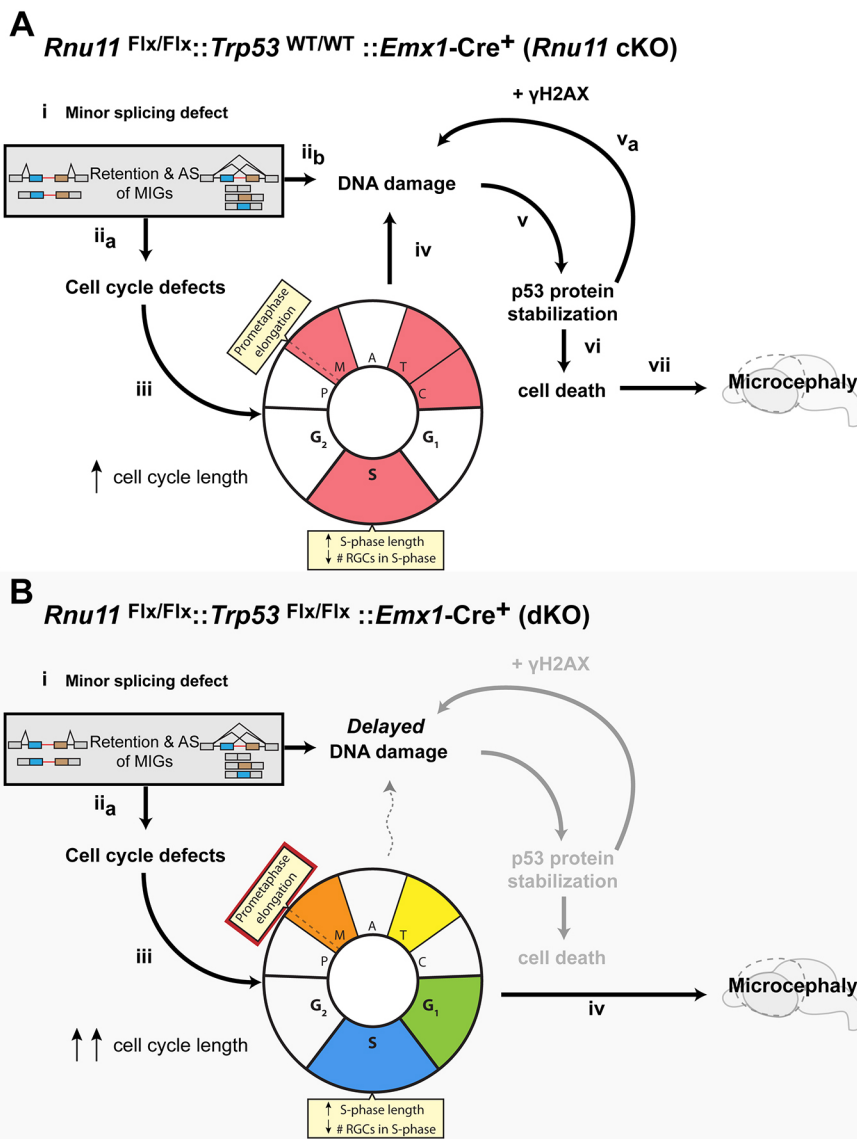 A
Rnu11 Flx/Flx::Trp53 WT/WT ::Emx1-Cre+ (Rnu11 cKO)
+ γH2AX
i Minor splicing defect
va
iib
Retention & AS
of MIGs
DNA damage
iia
v
iv
Cell cycle defects
p53 protein
stabilization
Prometaphase
elongation
vi
vii
M
A
T
iii
P
C
cell death
Microcephaly
G2
G1
S
↑ cell cycle length
↑ S-phase length
↓ # RGCs in S-phase
B
Rnu11 Flx/Flx::Trp53 Flx/Flx ::Emx1-Cre+ (dKO)
+ γH2AX
i Minor splicing defect
Delayed
Retention & AS
of MIGs
DNA damage
iia
Cell cycle defects
p53 protein
stabilization
Prometaphase
elongation
M
A
T
iii
P
C
cell death
Microcephaly
G2
G1
iv
S
↑↑ cell cycle length
↑ S-phase length
↓ # RGCs in S-phase